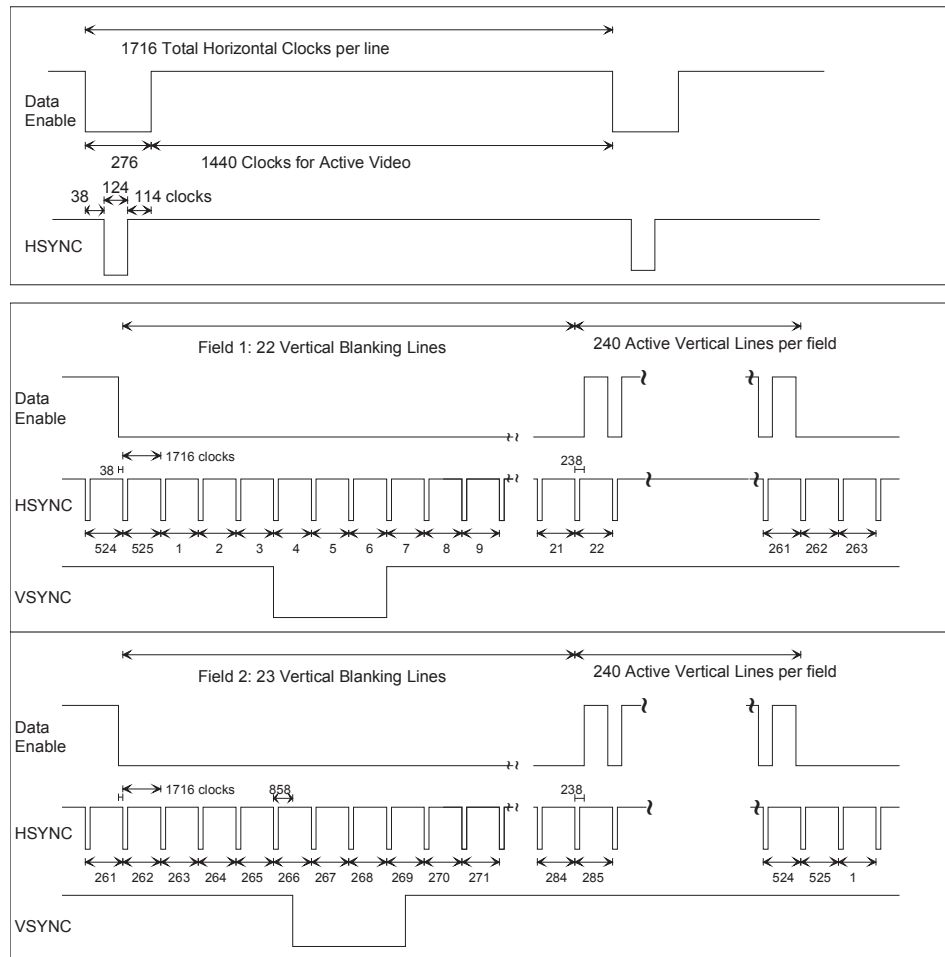 1716 Total Horizontal Clocks per line
Data
Enable
276
1440 Clocks for Active Video
124
38
114 clocks
HSYNC
Field 1: 22 Vertical Blanking Lines
240 Active Vertical Lines per field
Data
Enable
1716 clocks
38
238
HSYNC
524 525 1 2 3 4 5 6 7 8 9 21 22 261 262 263
VSYNC
Field 2: 23 Vertical Blanking Lines
240 Active Vertical Lines per field
Data
Enable
1716 clocks
858
238
HSYNC
261 262 263 264 265 266 267 268 269 270 271 284 285 524 525 1
VSYNC